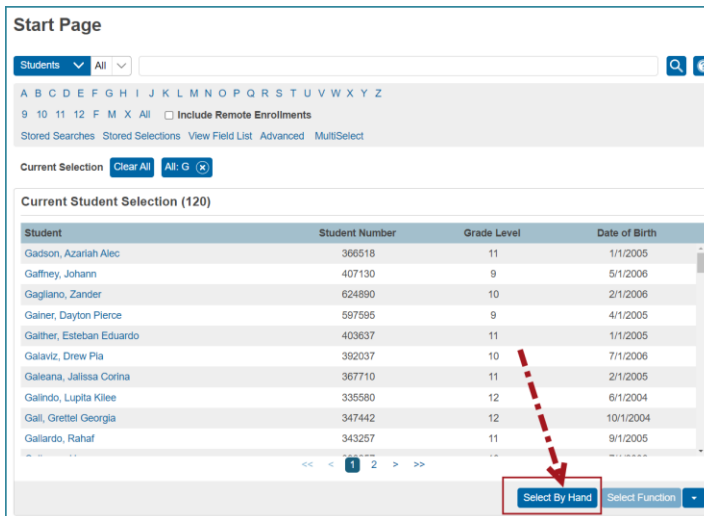 Start Page
Students All
A B C D E F G H I J K L M N O P Q R S T U V W X Y Z
9 10 11 12 F M X All Include Remote Enrollments
Stored Searches Stored Selections View Field List Advanced MultiSelect
Current Selection Clear All All: G
Current Student Selection (120)
Student Student Number Grade Level Date of Birth
Gadson, Azariah Alec 366518 11 1/1/2005
Gaffney, Johann 407130 9 5/1/2006
Gagliano, Zander 624890 10 2/1/2006
Gainer, Dayton Pierce 597595 9 4/1/2005
Gaither, Esteban Eduardo 403637 11 1/1/2005
Galaviz, Drew Pia 392037 10 7/1/2006
Galeana, Jalissa Corina 367710 11 2/1/2005
Galindo, Lupita Kilee 335580 12 6/1/2004
Gall, Grettel Georgia 347442 12 10/1/2004
Gallardo, Rahaf 343257 11 9/1/2005
<< < 1 2 > >>
Select By Hand Select Function